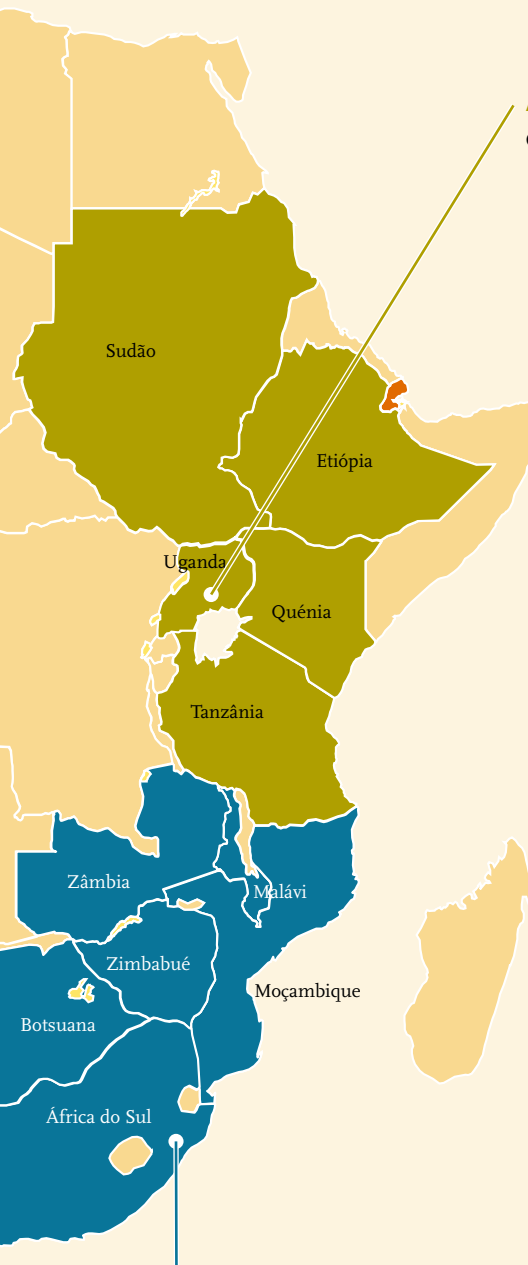 Sudão
Etiópia
Uganda
Quénia
Tanzânia
Zâmbia
Malávi
Zimbabué
Moçambique
Botsuana
África do Sul